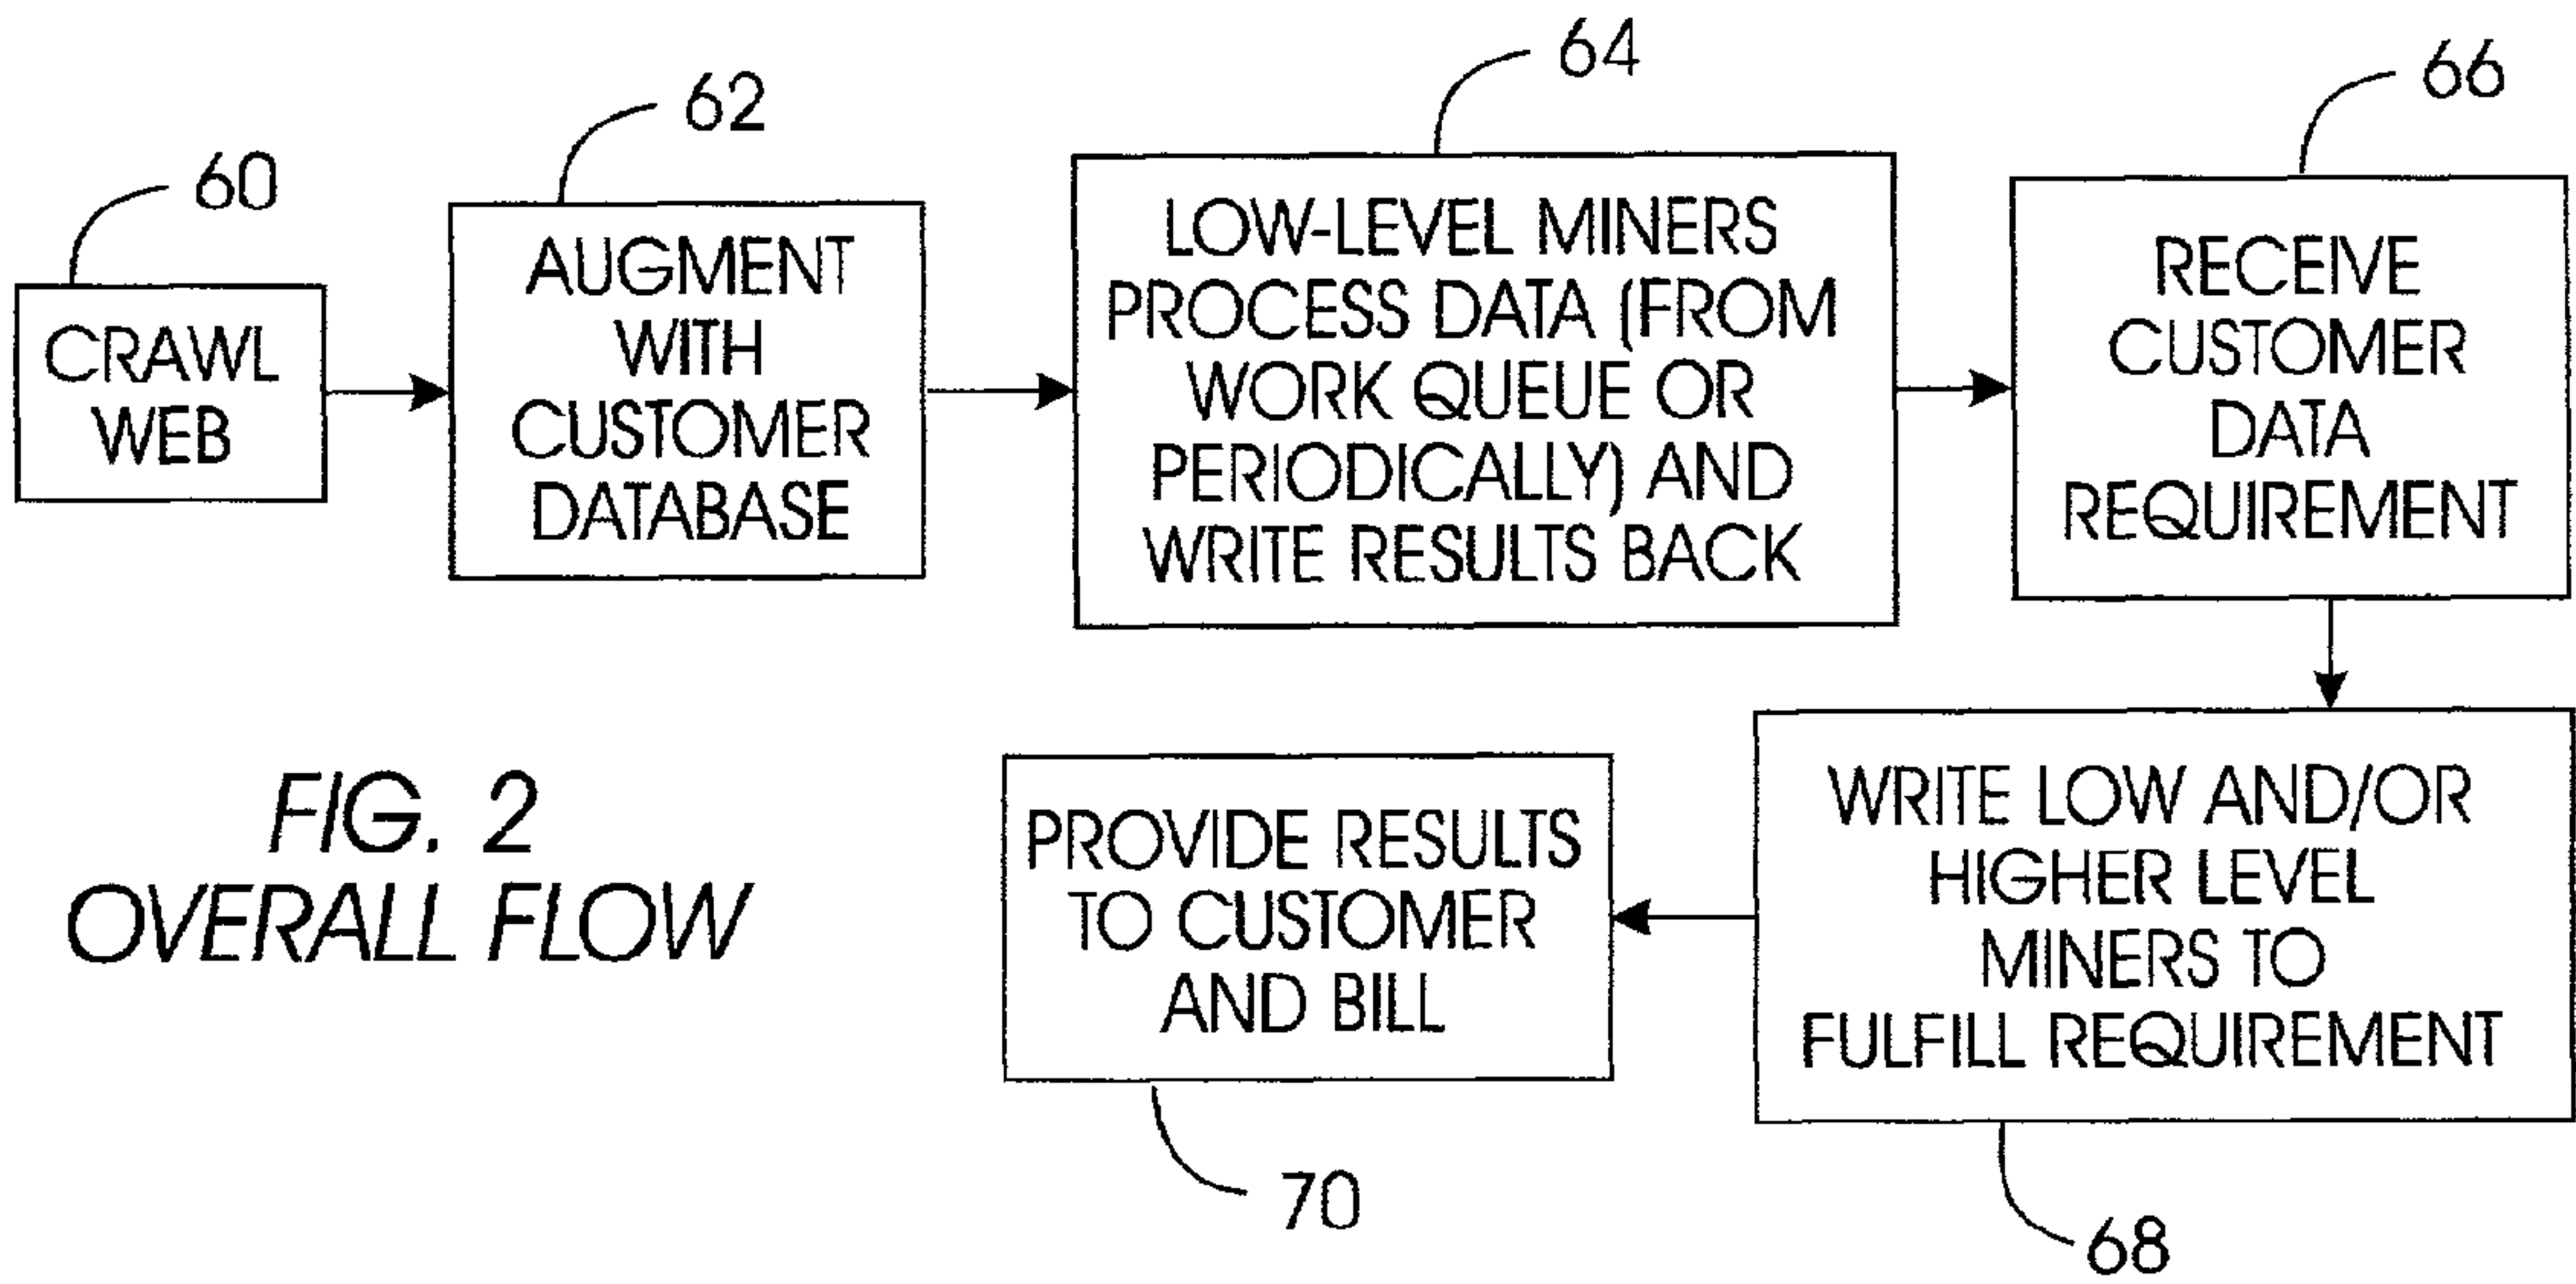 60
CRAWL
WEB
62
AUGMENT
WITH
CUSTOMER
DATABASE
64
LOW-LEVEL MINERS
PROCESS DATA (FROM
WORK QUEUE OR
PERIODICALLY) AND
WRITE RESULTS BACK
66
RECEIVE
CUSTOMER
DATA
REQUIREMENT
WRITE LOW AND/OR
HIGHER LEVEL
MINERS TO
FULFILL REQUIREMENT
68
PROVIDE RESULTS
TO CUSTOMER
AND BILL
70
FIG. 2
OVERALL FLOW